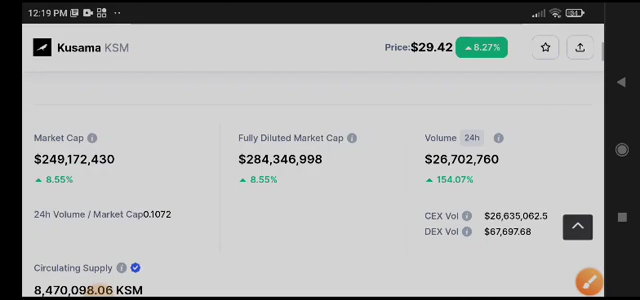 12:19 PM
Kusama KSM
Price:$29.42 8.27%
Market Cap
$249,172,430
8.55%
24h Volume / Market Cap0.1072
Fully Diluted Market Cap
$284,346,998
8.55%
Volume 24h
$26,702,760
154.07%
CEX Vol $26,635,062.5
DEX Vol $67,697.68
Circulating Supply
8,470,098.06 KSM